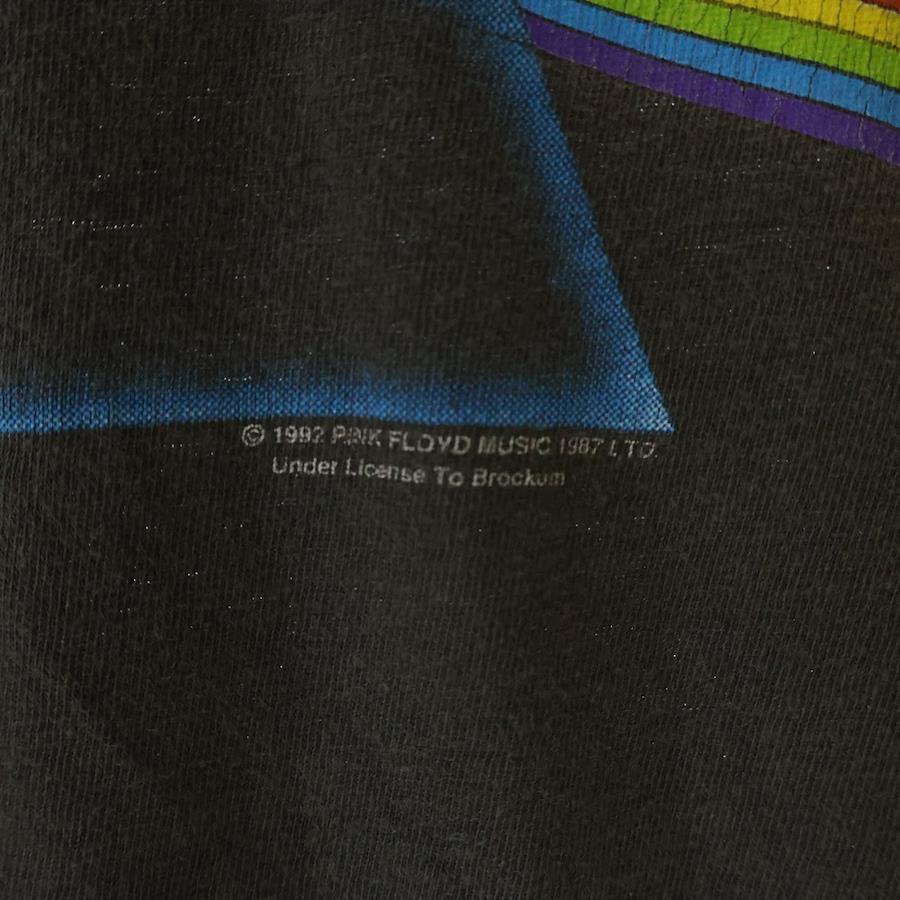 © 1992 PINK FLOYD MUSIC 1987 LTD.
Under License To Brockum